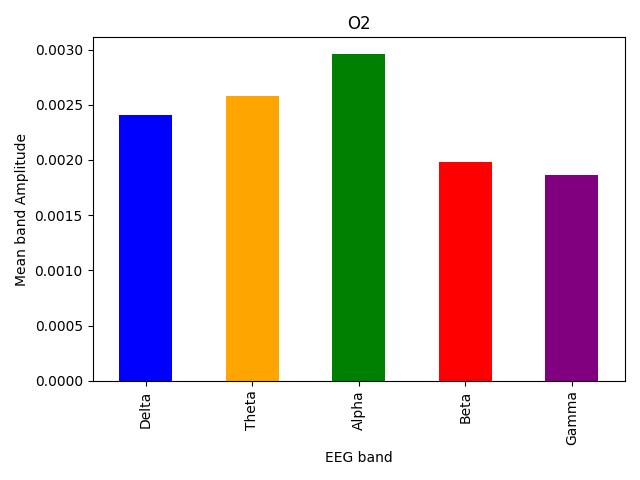 O2
Mean band Amplitude
0.0030
0.0025
0.0020
0.0015
0.0010
0.0005
0.0000
Delta
Theta
Alpha
Beta
Gamma
EEG band